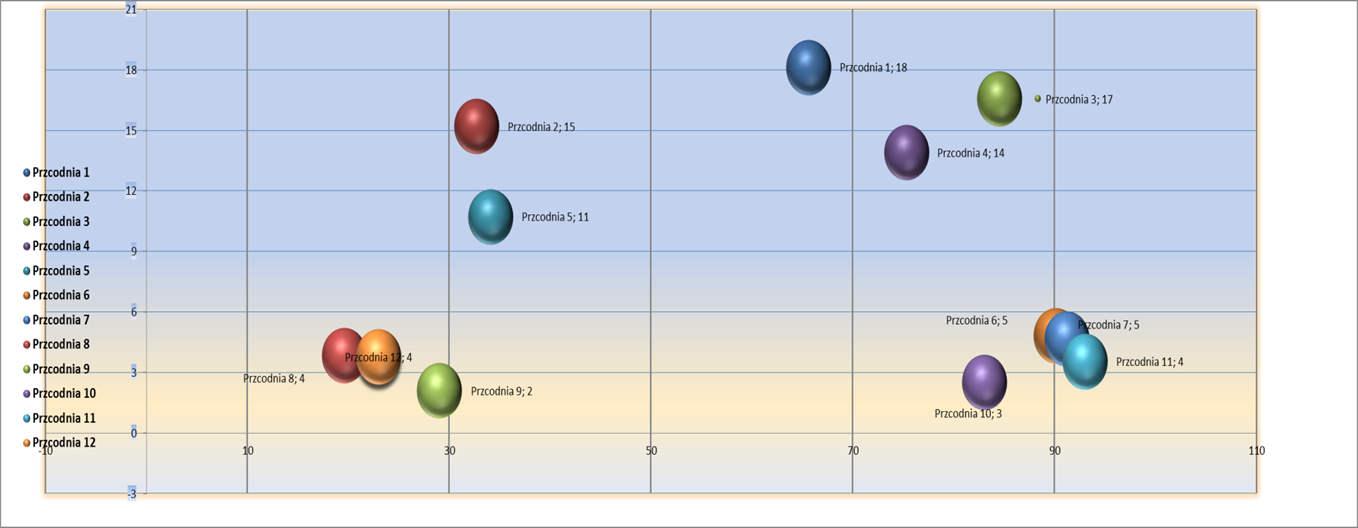 21
18
15
12
9
6
3
0
-3
-10
10
30
50
70
90
110
Przcodnia 1
Przcodnia 2
Przcodnia 3
Przcodnia 4
Przcodnia 5
Przcodnia 6
Przcodnia 7
Przcodnia 8
Przcodnia 9
Przcodnia 10
Przcodnia 11
Przcodnia 12
Przcodnia 1; 18
Przcodnia 3; 17
Przcodnia 2; 15
Przcodnia 4; 14
Przcodnia 5; 11
Przcodnia 6; 5
Przcodnia 7; 5
Przcodnia 12; 4
Przcodnia 11; 4
Przcodnia 8; 4
Przcodnia 9; 2
Przcodnia 10; 3